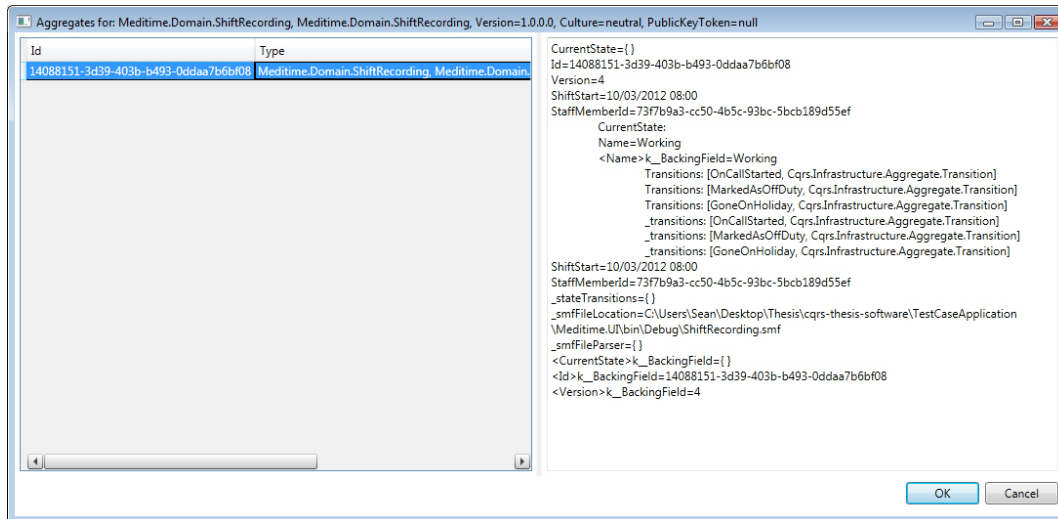 Aggregates for: Meditime.Domain.ShiftRecording, Meditime.Domain.ShiftRecording, Version=1.0.0.0, Culture=neutral, PublicKeyToken=null
Id Type
14088151-3d39-403b-b493-0ddaa7b6bf08 Meditime.Domain.ShiftRecording, Meditime.Domain.
CurrentState={ }
Id=14088151-3d39-403b-b493-0ddaa7b6bf08
Version=4
ShiftStart=10/03/2012 08:00
StaffMemberId=73f7b9a3-cc50-4b5c-93bc-5bcb189d55ef
CurrentState:
Name=Working
<Name>k__BackingField=Working
Transitions: [OnCallStarted, Cqrs.Infrastructure.Aggregate.Transition]
Transitions: [MarkedAsOffDuty, Cqrs.Infrastructure.Aggregate.Transition]
Transitions: [GoneOnHoliday, Cqrs.Infrastructure.Aggregate.Transition]
_transitions: [OnCallStarted, Cqrs.Infrastructure.Aggregate.Transition]
_transitions: [MarkedAsOffDuty, Cqrs.Infrastructure.Aggregate.Transition]
_transitions: [GoneOnHoliday, Cqrs.Infrastructure.Aggregate.Transition]
ShiftStart=10/03/2012 08:00
StaffMemberId=73f7b9a3-cc50-4b5c-93bc-5bcb189d55ef
_stateTransitions={ }
_smfFileLocation=C:\Users\Sean\Desktop\Thesis\cqrs-thesis-software\TestCaseApplication
\Meditime.UI\bin\Debug\ShiftRecording.smf
_smfFileParser={ }
<CurrentState>k__BackingField={ }
<Id>k__BackingField=14088151-3d39-403b-b493-0ddaa7b6bf08
<Version>k__BackingField=4
OK Cancel